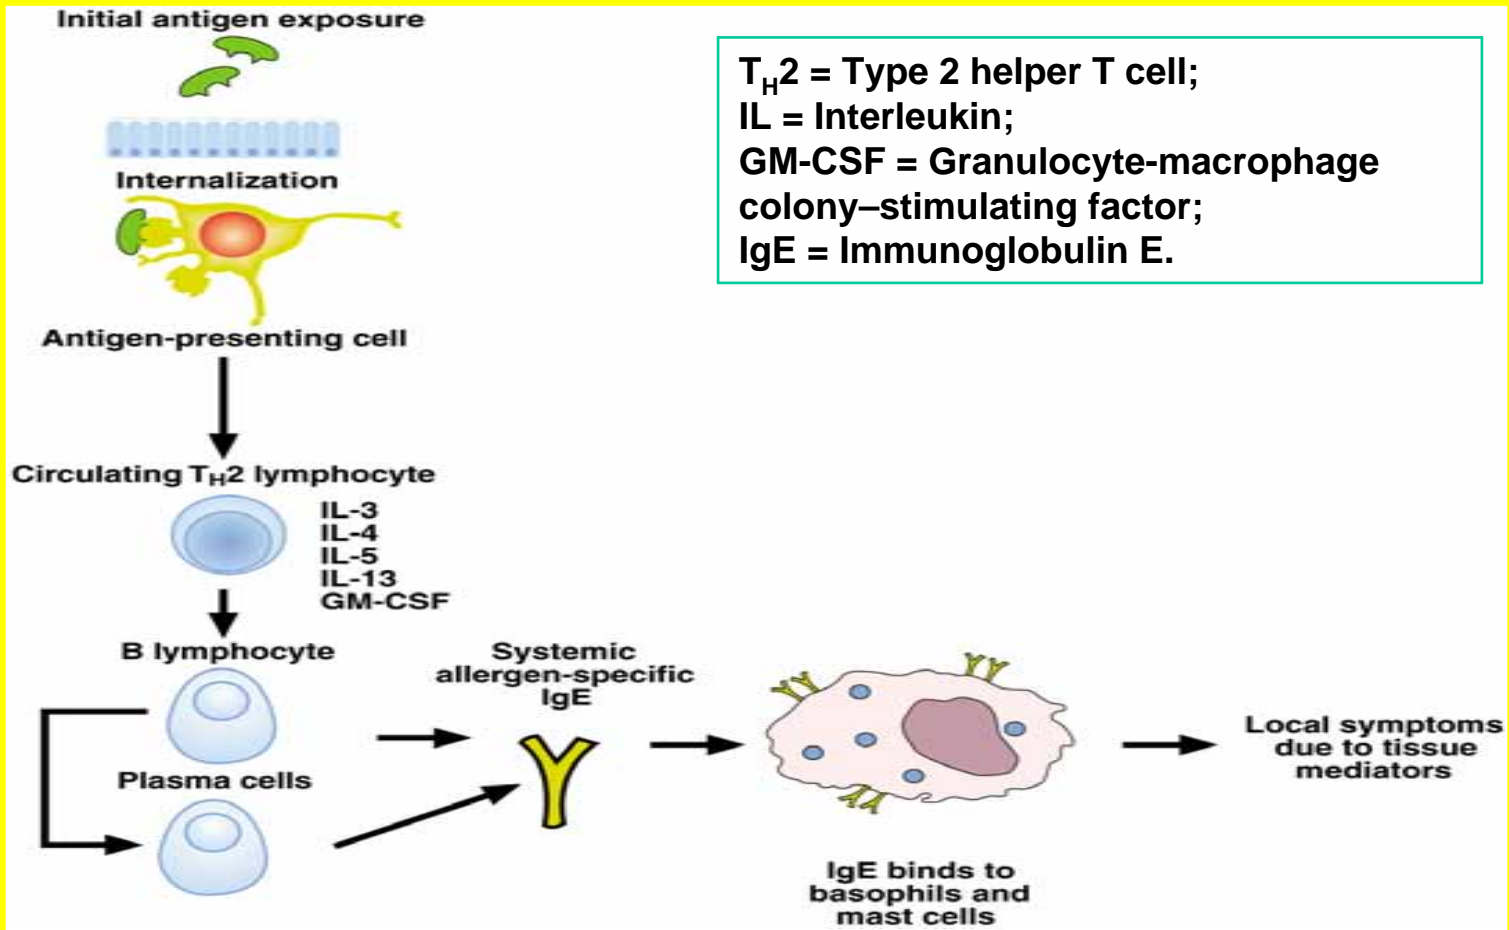 Initial antigen exposure
T_H2 = Type 2 helper T cell;
IL = Interleukin;
GM-CSF = Granulocyte-macrophage
colony–stimulating factor;
IgE = Immunoglobulin E.
Internalization
Antigen-presenting cell
Circulating T_H2 lymphocyte
IL-3
IL-4
IL-5
IL-13
GM-CSF
B lymphocyte
Plasma cells
Systemic
allergen-specific
IgE
IgE binds to
basophils and
mast cells
Local symptoms
due to tissue
mediators